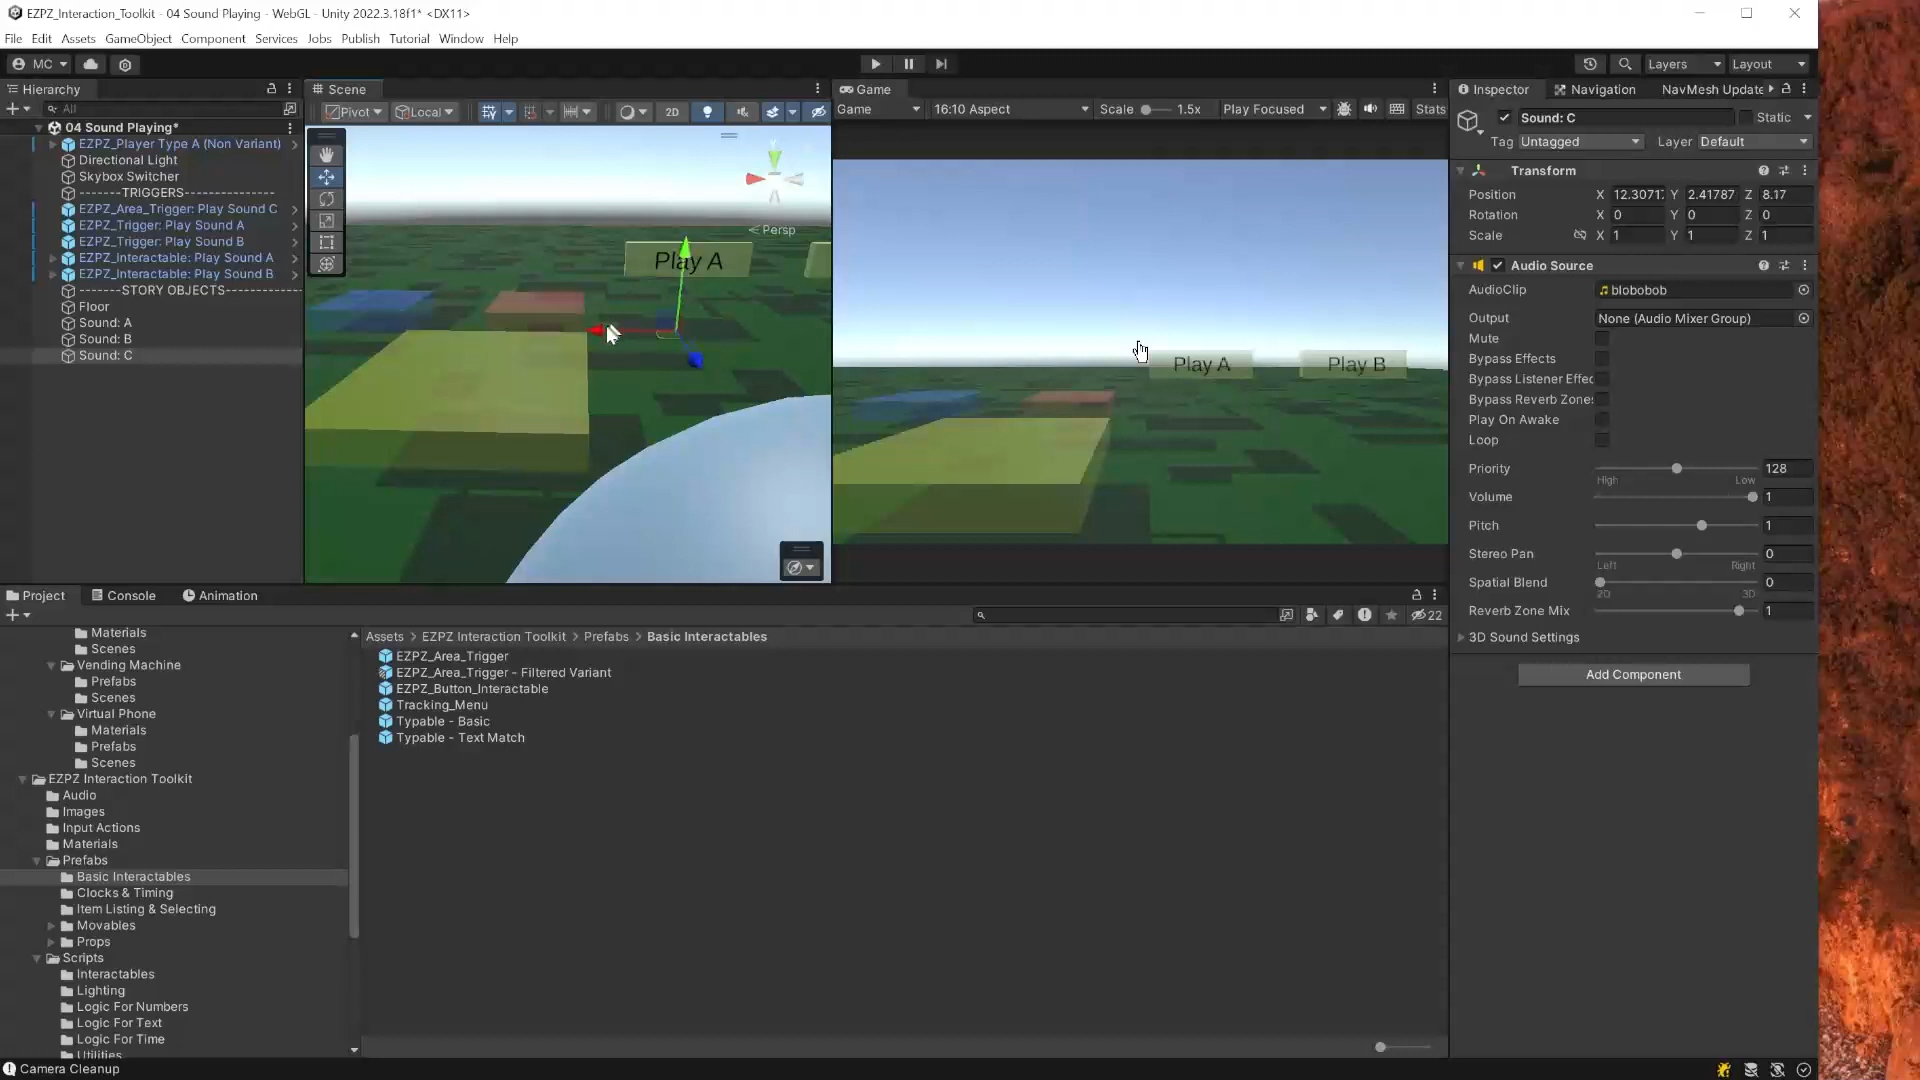 EZPZ_Interaction_Toolkit - 04 Sound Playing - WebGL - Unity 2022.3.18f1* <DX11>
File Edit Assets GameObject Component Services Jobs Publish Tutorial Window Help
MC
Layers Layout
Hierarchy
All
04 Sound Playing*
EZPZ_Player Type A (Non Variant)
Directional Light
Skybox Switcher
-------TRIGGERS---------------
EZPZ_Area_Trigger: Play Sound C
EZPZ_Trigger: Play Sound A
EZPZ_Trigger: Play Sound B
EZPZ_Interactable: Play Sound A
EZPZ_Interactable: Play Sound B
-------STORY OBJECTS------------
Floor
Sound: A
Sound: B
Sound: C
Scene
Pivot Local 2D
Persp
Play A
Game
Game 16:10 Aspect Scale 1.5x Play Focused Stats
Play A Play B
Inspector Navigation NavMesh Update
Sound: C Static
Tag Untagged Layer Default
Transform
Position X 12.3071 Y 2.41787 Z 8.17
Rotation X 0 Y 0 Z 0
Scale X 1 Y 1 Z 1
Audio Source
AudioClip blobobob
Output None (Audio Mixer Group)
Mute
Bypass Effects
Bypass Listener Effec
Bypass Reverb Zones
Play On Awake
Loop
Priority 128
High Low
Volume 1
Pitch 1
Stereo Pan 0
Left Right
Spatial Blend 0
2D 3D
Reverb Zone Mix 1
3D Sound Settings
Add Component
Project Console Animation
22
Materials
Scenes
Vending Machine
Prefabs
Scenes
Virtual Phone
Materials
Prefabs
Scenes
EZPZ Interaction Toolkit
Audio
Images
Input Actions
Materials
Prefabs
Basic Interactables
Clocks & Timing
Item Listing & Selecting
Movables
Props
Scripts
Interactables
Lighting
Logic For Numbers
Logic For Text
Logic For Time
Utilities
Assets > EZPZ Interaction Toolkit > Prefabs > Basic Interactables
EZPZ_Area_Trigger
EZPZ_Area_Trigger - Filtered Variant
EZPZ_Button_Interactable
Tracking_Menu
Typable - Basic
Typable - Text Match
Camera Cleanup